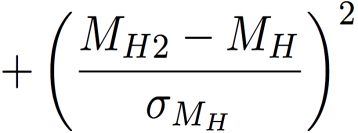 + \left( \frac{M_{H2} - M_H}{\sigma_{M_H}} \right)^2